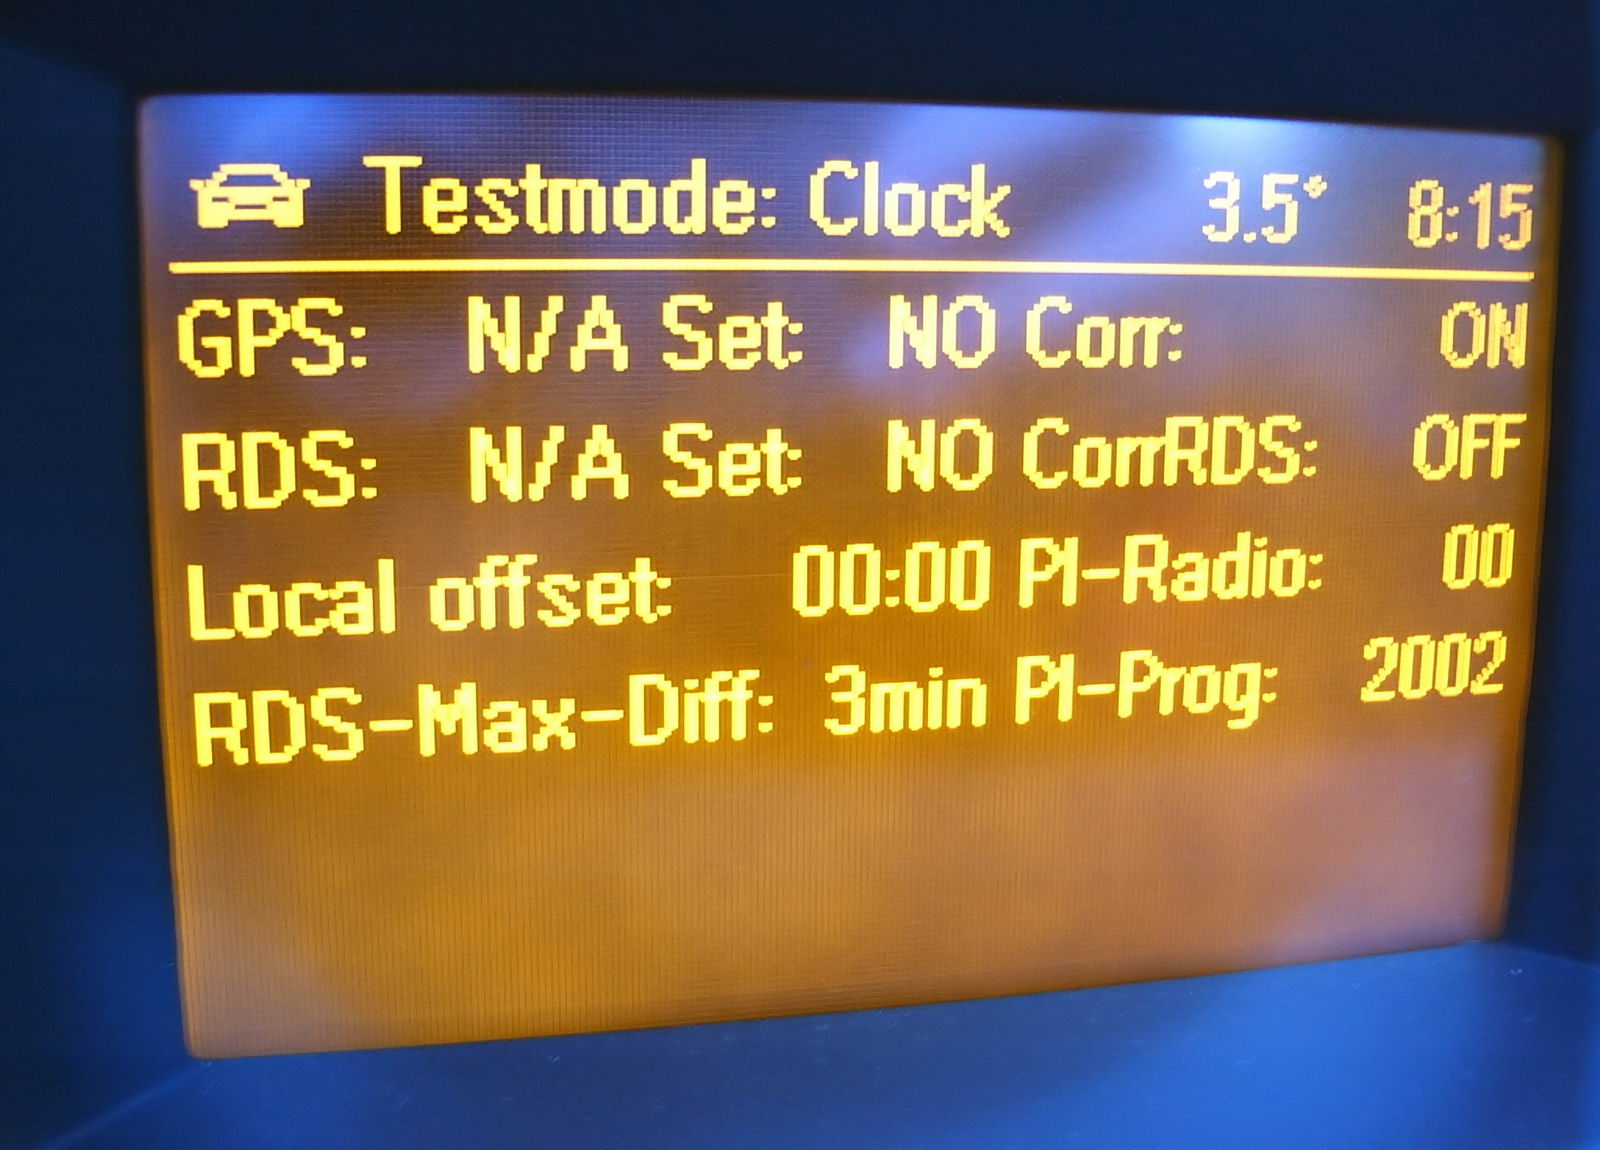 Testmode: Clock 3.5° 8:15
GPS: N/A Set: NO Corr: ON
RDS: N/A Set: NO CorrRDS: OFF
Local offset: 00:00 PI-Radio: 00
RDS-Max-Diff: 3min PI-Prog: 2002